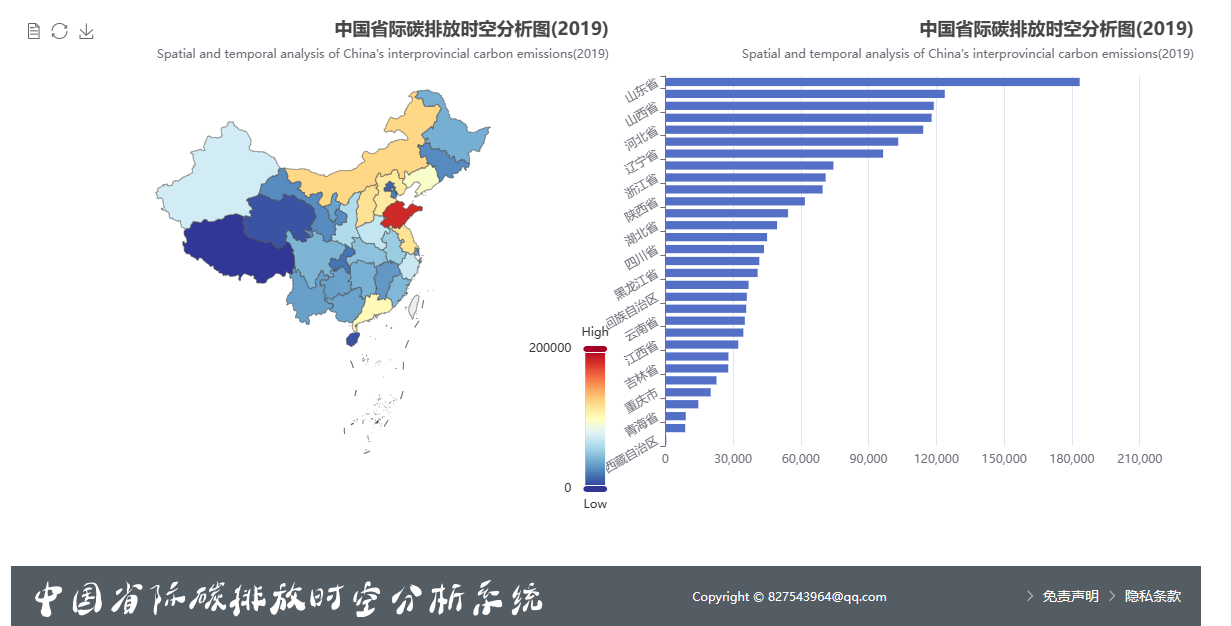 中国省际碳排放时空分析图(2019)
Spatial and temporal analysis of China's interprovincial carbon emissions(2019)
High
200000
0
Low
中国省际碳排放时空分析图(2019)
Spatial and temporal analysis of China's interprovincial carbon emissions(2019)
山东省
山西省
河北省
辽宁省
浙江省
陕西省
湖北省
四川省
黑龙江省
回族自治区
云南省
江西省
吉林省
重庆市
青海省
西藏自治区
0 30,000 60,000 90,000 120,000 150,000 180,000 210,000
中国省际碳排放时空分析系统
Copyright © 827543964@qq.com
免责声明
隐私条款